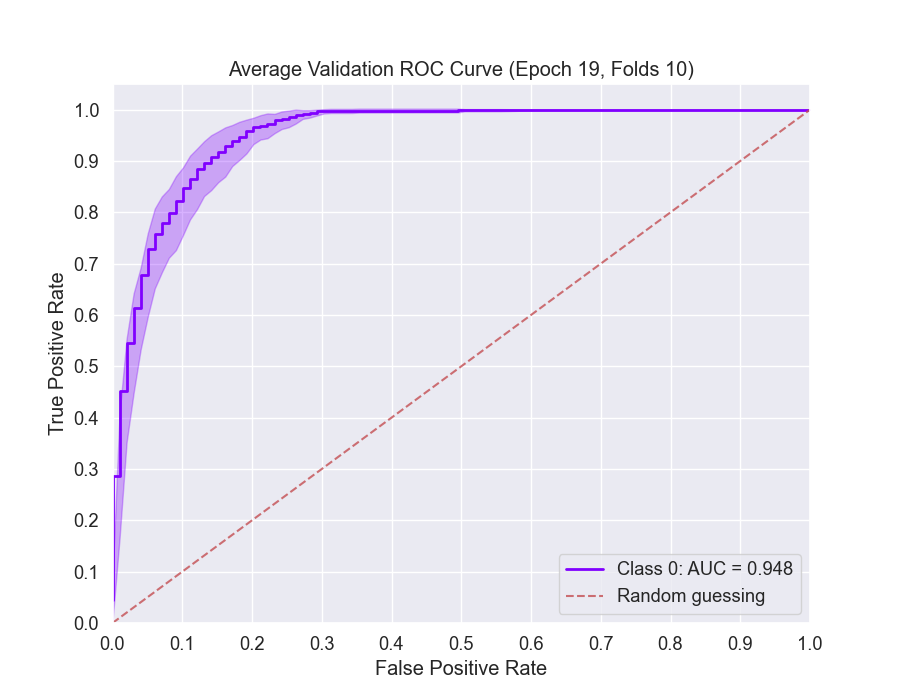 Average Validation ROC Curve (Epoch 19, Folds 10)
True Positive Rate
1.0
0.9
0.8
0.7
0.6
0.5
0.4
0.3
0.2
0.1
0.0
Class 0: AUC = 0.948
Random guessing
0.0 0.1 0.2 0.3 0.4 0.5 0.6 0.7 0.8 0.9 1.0
False Positive Rate